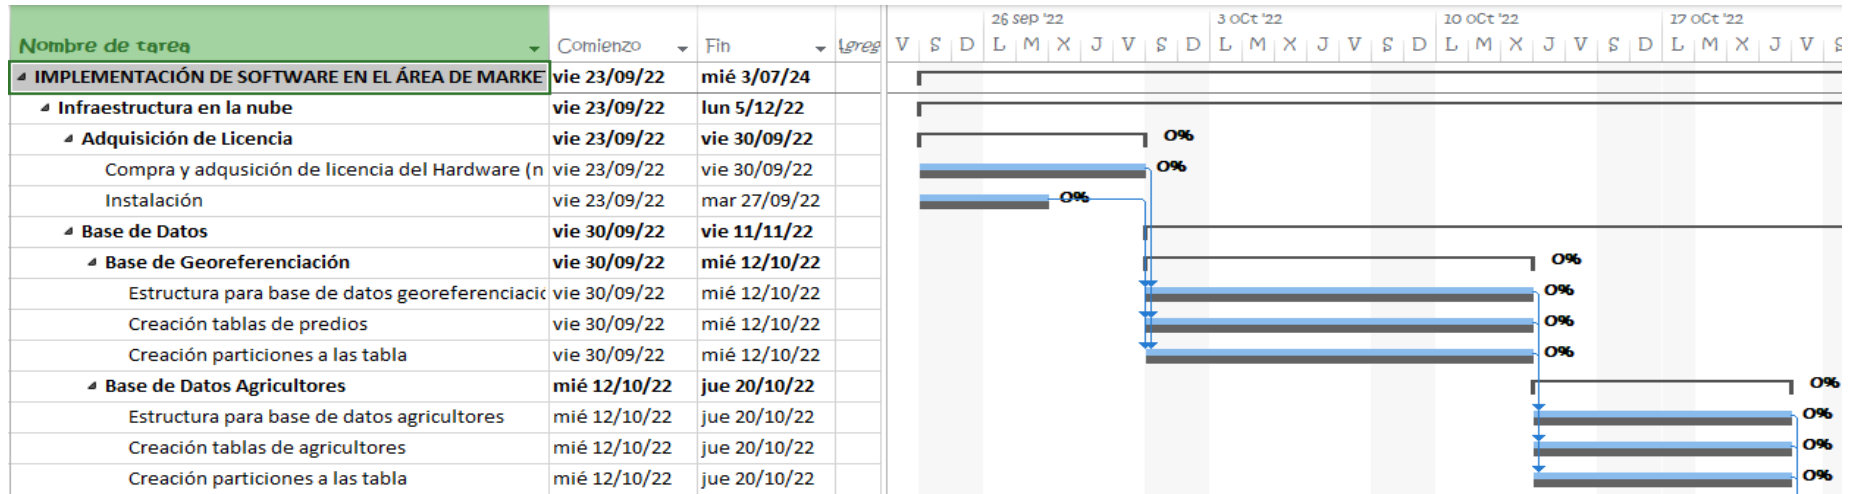 26 sep '22 3 oct '22 10 oct '22 17 oct '22
Nombre de tarea Comienzo Fin Agreg V S D L M X J V S D L M X J V S D L M X J V S D L M X J V S
IMPLEMENTACIÓN DE SOFTWARE EN EL ÁREA DE MARKE vie 23/09/22 mié 3/07/24
Infraestructura en la nube vie 23/09/22 lun 5/12/22
Adquisición de Licencia vie 23/09/22 vie 30/09/22 0%
Compra y adqusición de licencia del Hardware (n vie 23/09/22 vie 30/09/22 0%
Instalación vie 23/09/22 mar 27/09/22 0%
Base de Datos vie 30/09/22 vie 11/11/22
Base de Georeferenciación vie 30/09/22 mié 12/10/22 0%
Estructura para base de datos georeferenciació vie 30/09/22 mié 12/10/22 0%
Creación tablas de predios vie 30/09/22 mié 12/10/22 0%
Creación particiones a las tabla vie 30/09/22 mié 12/10/22 0%
Base de Datos Agricultores mié 12/10/22 jue 20/10/22 0%
Estructura para base de datos agricultores mié 12/10/22 jue 20/10/22 0%
Creación tablas de agricultores mié 12/10/22 jue 20/10/22 0%
Creación particiones a las tabla mié 12/10/22 jue 20/10/22 0%